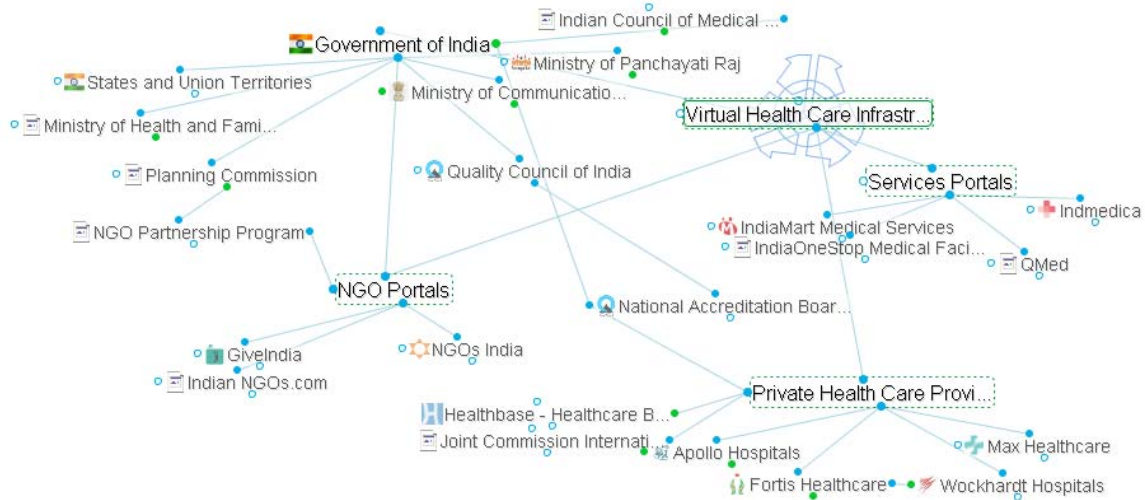 Indian Council of Medical ...
Government of India
Ministry of Panchayati Raj
States and Union Territories
Ministry of Communicatio...
Virtual Health Care Infrastr...
Ministry of Health and Fami...
Planning Commission
Quality Council of India
Services Portals
Indmedica
NGO Partnership Program
IndiaMart Medical Services
IndiaOneStop Medical Faci...
QMed
NGO Portals
National Accreditation Boar...
GiveIndia
NGOs India
Indian NGOs.com
Private Health Care Provi...
Healthbase - Healthcare B...
Joint Commission Internati...
Apollo Hospitals
Max Healthcare
Fortis Healthcare
Wockhardt Hospitals